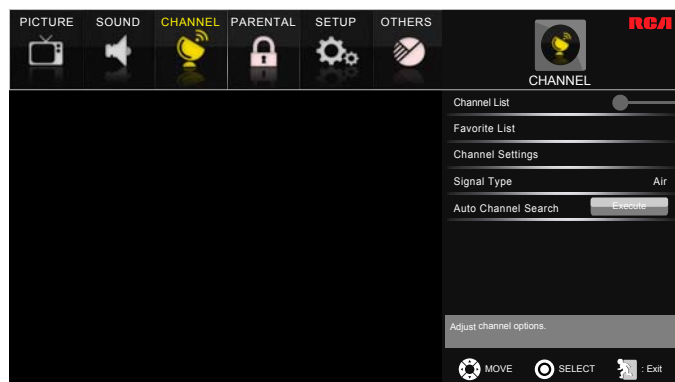 PICTURE SOUND CHANNEL PARENTAL SETUP OTHERS
RCA
CHANNEL
Channel List
Favorite List
Channel Settings
Signal Type Air
Auto Channel Search Execute
Adjust channel options.
MOVE SELECT : Exit